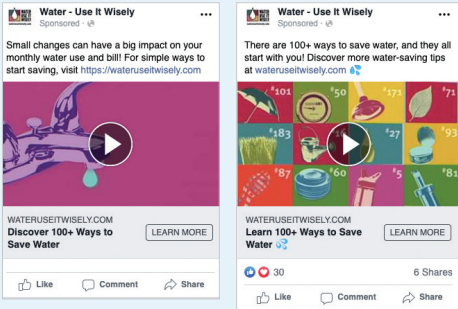 Water - Use It Wisely
Sponsored ·
Small changes can have a big impact on your
monthly water use and bill! For simple ways to
start saving, visit https://wateruseitwisely.com
WATERUSEITWISELY.COM
Discover 100+ Ways to
Save Water
LEARN MORE
Like
Comment
Share
Water - Use It Wisely
Sponsored ·
There are 100+ ways to save water, and they all
start with you! Discover more water-saving tips
at wateruseitwisely.com 💦
#101
#50
#171
#71
#183
#27
#93
#87
#60
#5
#81
WATERUSEITWISELY.COM
Learn 100+ Ways to Save
Water 💦
LEARN MORE
30
6 Shares
Like
Comment
Share